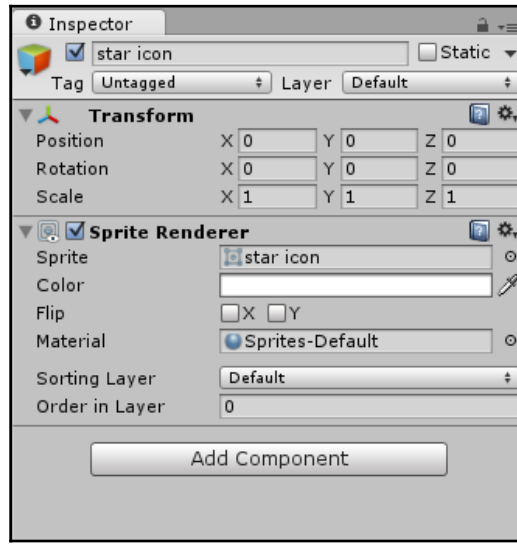 Inspector
star icon Static
Tag Untagged Layer Default
Transform
Position X 0 Y 0 Z 0
Rotation X 0 Y 0 Z 0
Scale X 1 Y 1 Z 1
Sprite Renderer
Sprite star icon
Color
Flip X Y
Material Sprites-Default
Sorting Layer Default
Order in Layer 0
Add Component